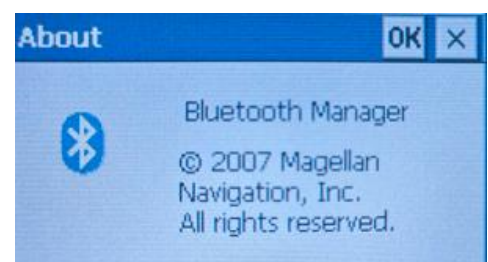 About OK ×
Bluetooth Manager
© 2007 Magellan
Navigation, Inc.
All rights reserved.